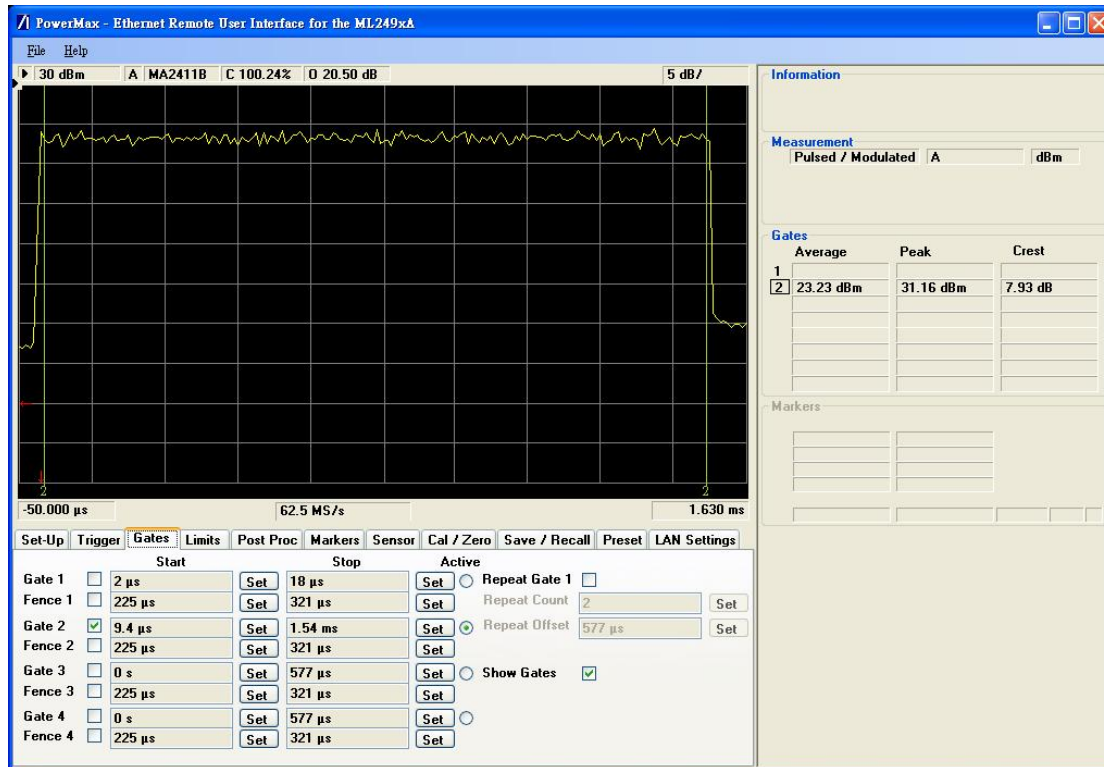 PowerMax - Ethernet Remote User Interface for the ML249xA
File Help
30 dBm A MA2411B C 100.24% O 20.50 dB 5 dB/
2 2
-50.000 µs 62.5 MS/s 1.630 ms
Information
Measurement
Pulsed / Modulated A dBm
Gates
Average Peak Crest
1
2 23.23 dBm 31.16 dBm 7.93 dB
Markers
Set-Up Trigger Gates Limits Post Proc Markers Sensor Cal / Zero Save / Recall Preset LAN Settings
Start Stop Active
Gate 1 2 µs Set 18 µs Set Repeat Gate 1
Fence 1 225 µs Set 321 µs Set Repeat Count 2 Set
Gate 2 9.4 µs Set 1.54 ms Set Repeat Offset 577 µs Set
Fence 2 225 µs Set 321 µs Set
Gate 3 0 s Set 577 µs Set Show Gates
Fence 3 225 µs Set 321 µs Set
Gate 4 0 s Set 577 µs Set
Fence 4 225 µs Set 321 µs Set